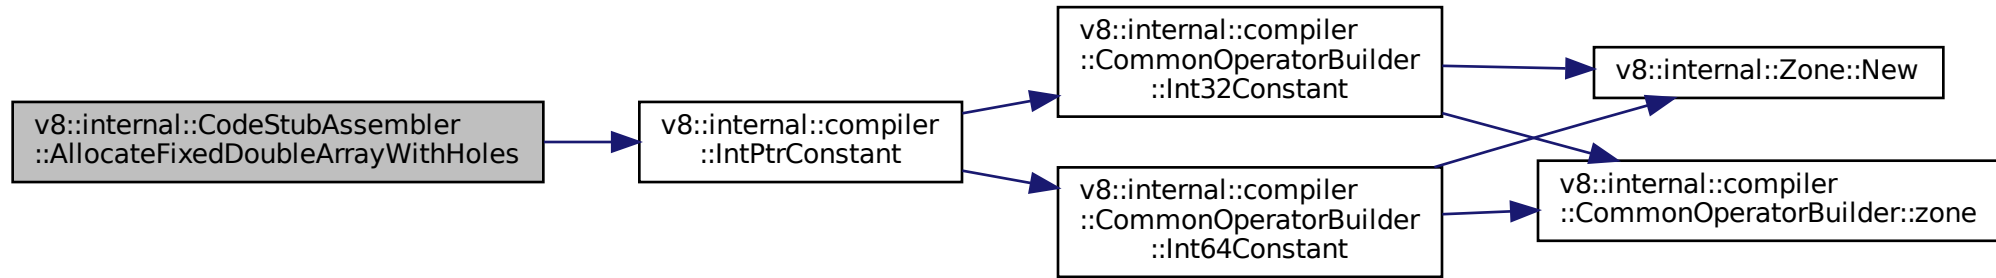 v8::internal::CodeStubAssembler
::AllocateFixedDoubleArrayWithHoles
v8::internal::compiler
::IntPtrConstant
v8::internal::compiler
::CommonOperatorBuilder
::Int32Constant
v8::internal::compiler
::CommonOperatorBuilder
::Int64Constant
v8::internal::Zone::New
v8::internal::compiler
::CommonOperatorBuilder::zone